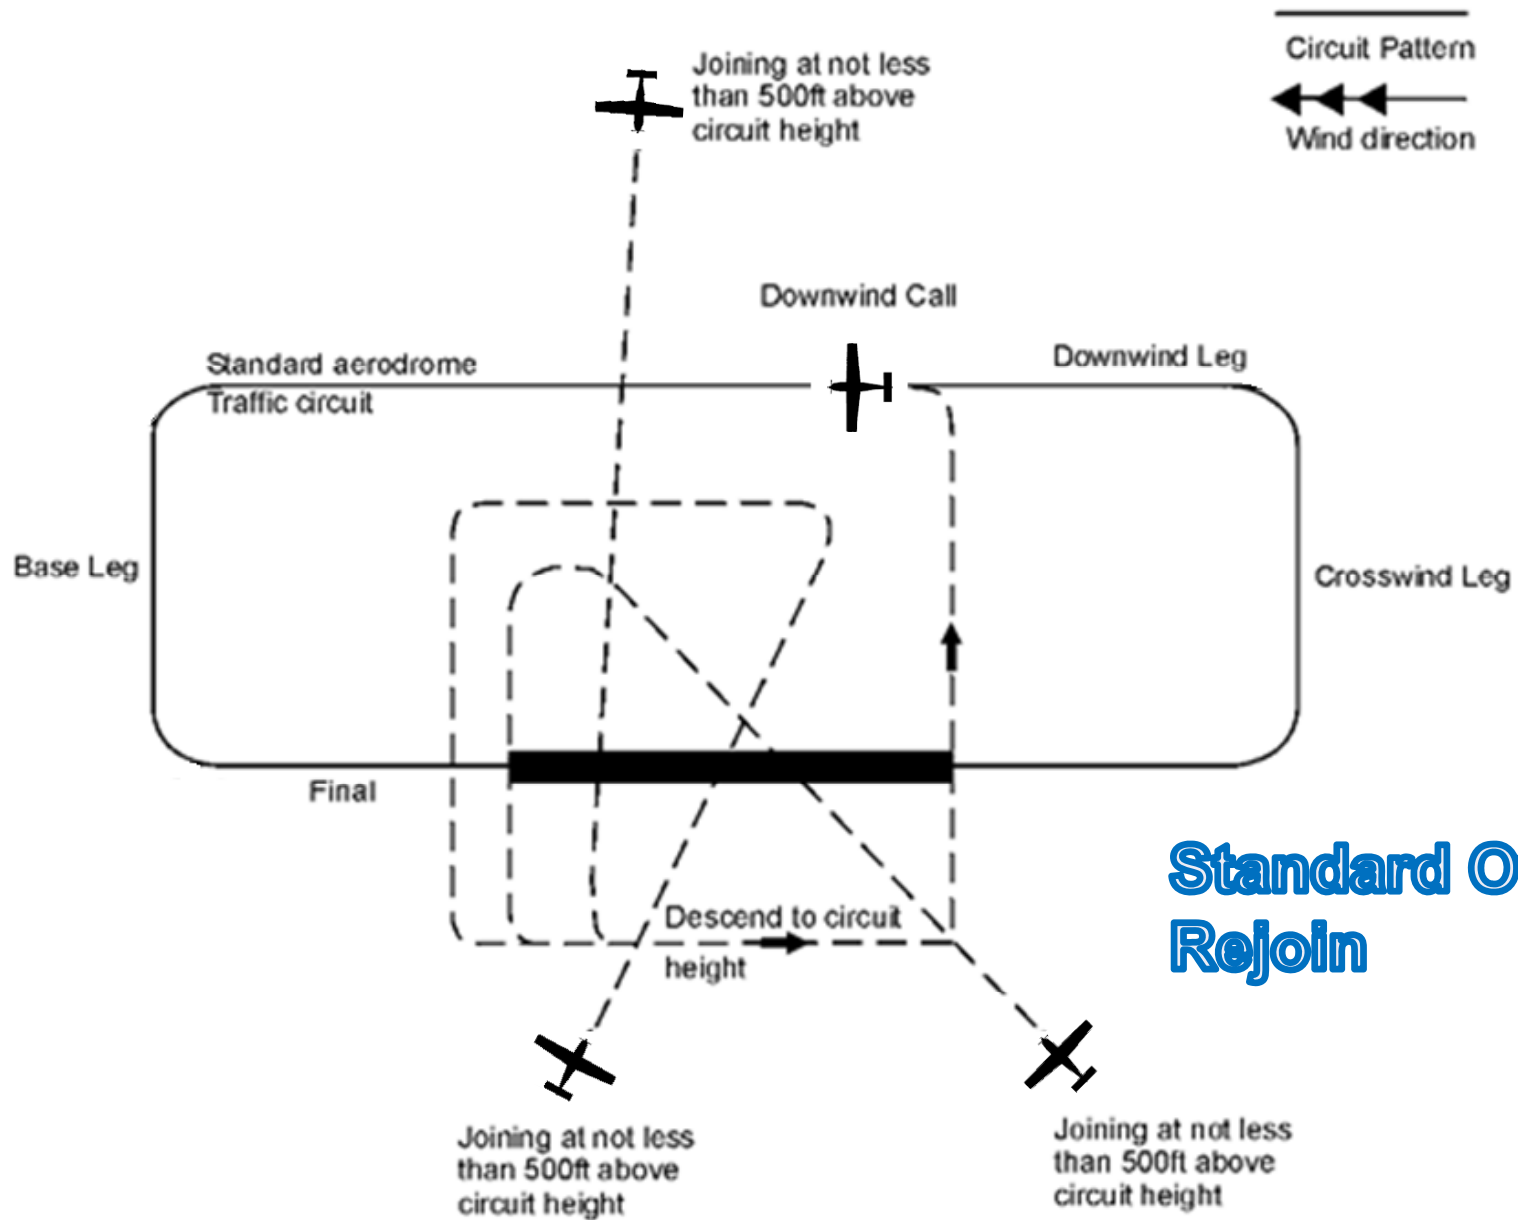 Circuit Pattern
Wind direction
Joining at not less
than 500ft above
circuit height
Downwind Call
Downwind Leg
Standard aerodrome
Traffic circuit
Base Leg
Crosswind Leg
Final
Standard O
Rejoin
Descend to circuit
height
Joining at not less
than 500ft above
circuit height
Joining at not less
than 500ft above
circuit height